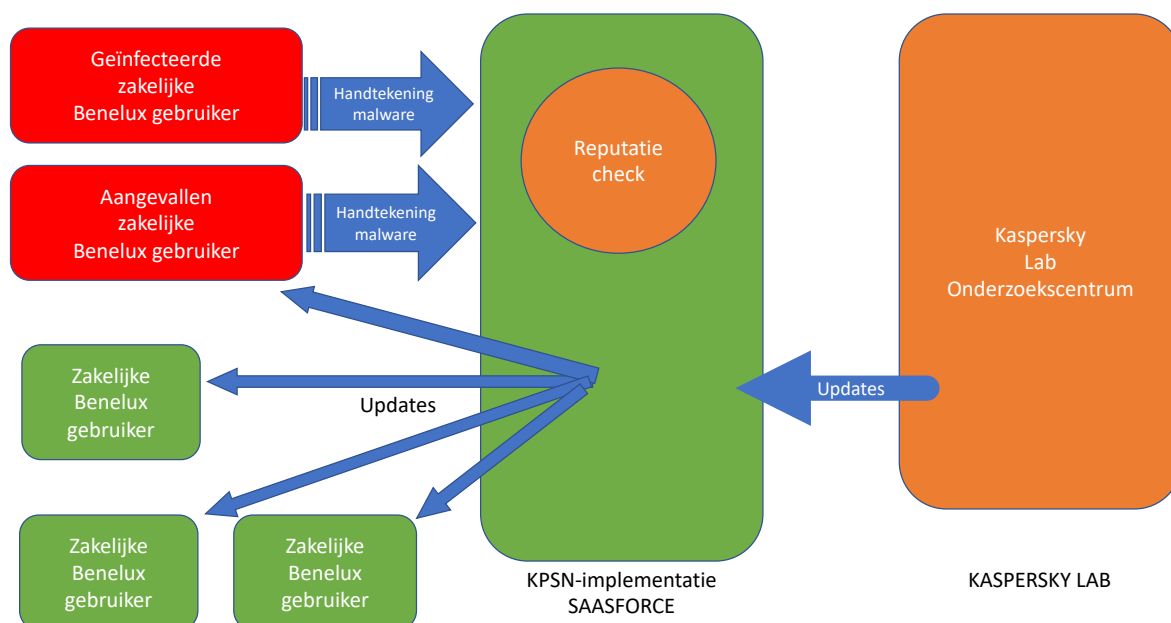 Geïnfecteerde
zakelijke
Benelux gebruiker
Handtekening
malware
Reputatie
check
Aangevallen
zakelijke
Benelux gebruiker
Handtekening
malware
Kaspersky
Lab
Onderzoekscentrum
Zakelijke
Benelux
gebruiker
Updates
Updates
Zakelijke
Benelux
gebruiker
Zakelijke
Benelux
gebruiker
KPSN-implementatie
SAASFORCE
KASPERSKY LAB